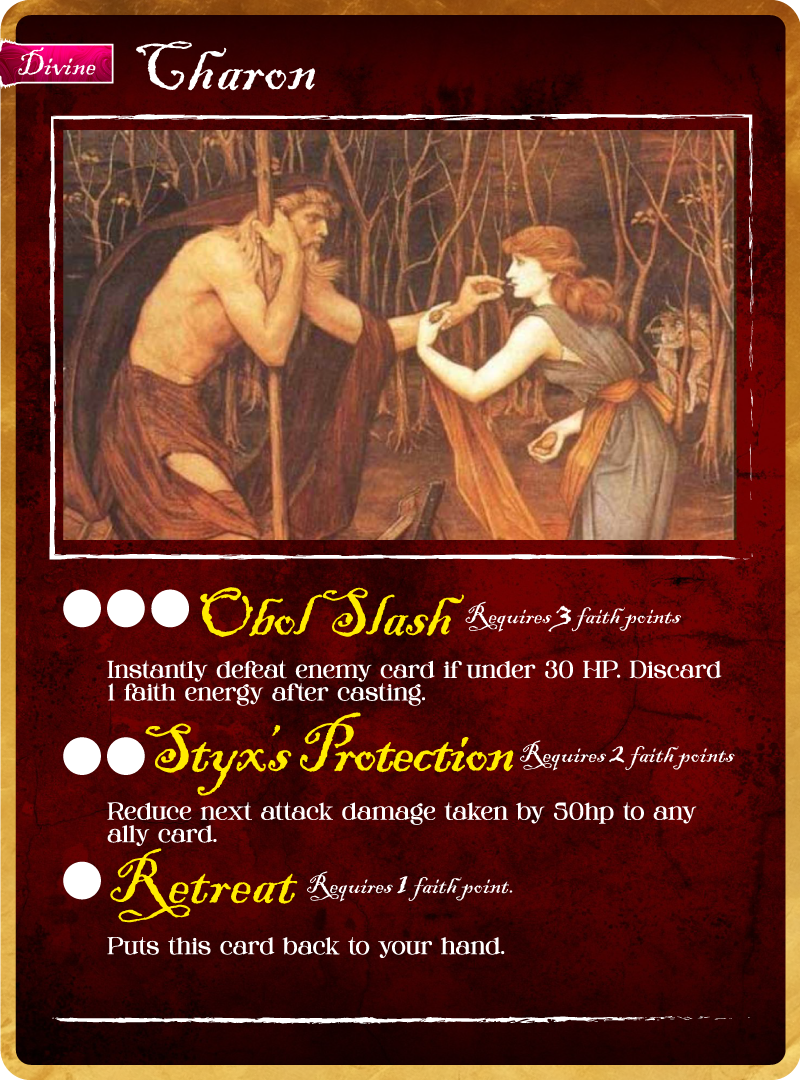 Divine
Charon
Obol Slash Requires 3 faith points
Instantly defeat enemy card if under 30 HP. Discard
1 faith energy after casting.
Styx's Protection Requires 2 faith points
Reduce next attack damage taken by 50hp to any
ally card.
Retreat Requires 1 faith point.
Puts this card back to your hand.